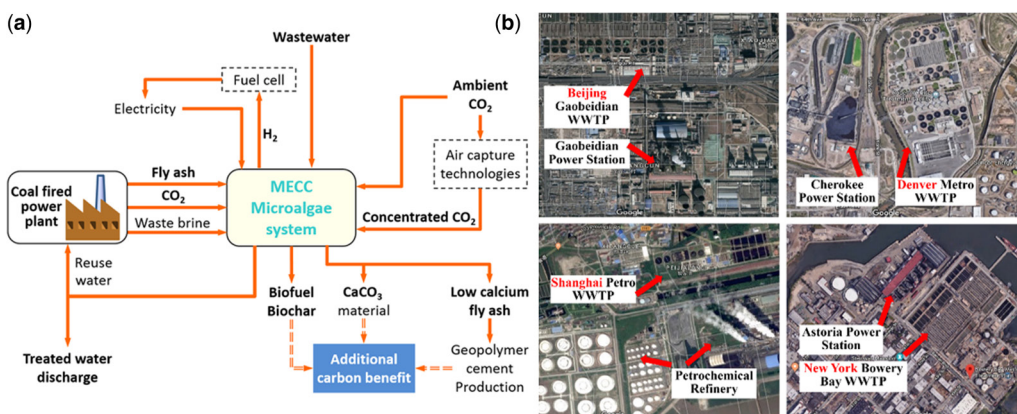 (a)
Wastewater
Fuel cell
Electricity
H₂
Ambient
CO₂
Air capture
technologies
Coal fired
power
plant
Fly ash
CO₂
Waste brine
MECC
Microalgae
system
Concentrated CO₂
Reuse
water
Biofuel
Biochar
CaCO₃
material
Low calcium
fly ash
Treated water
discharge
Additional
carbon benefit
Geopolymer
cement
Production
(b)
Beijing
Gaobeidian
WWTP
Gaobeidian
Power Station
Google
Cherokee
Power Station
Denver Metro
WWTP
Google
Shanghai Petro
WWTP
Petrochemical
Refinery
Astoria Power
Station
New York Bowery
Bay WWTP